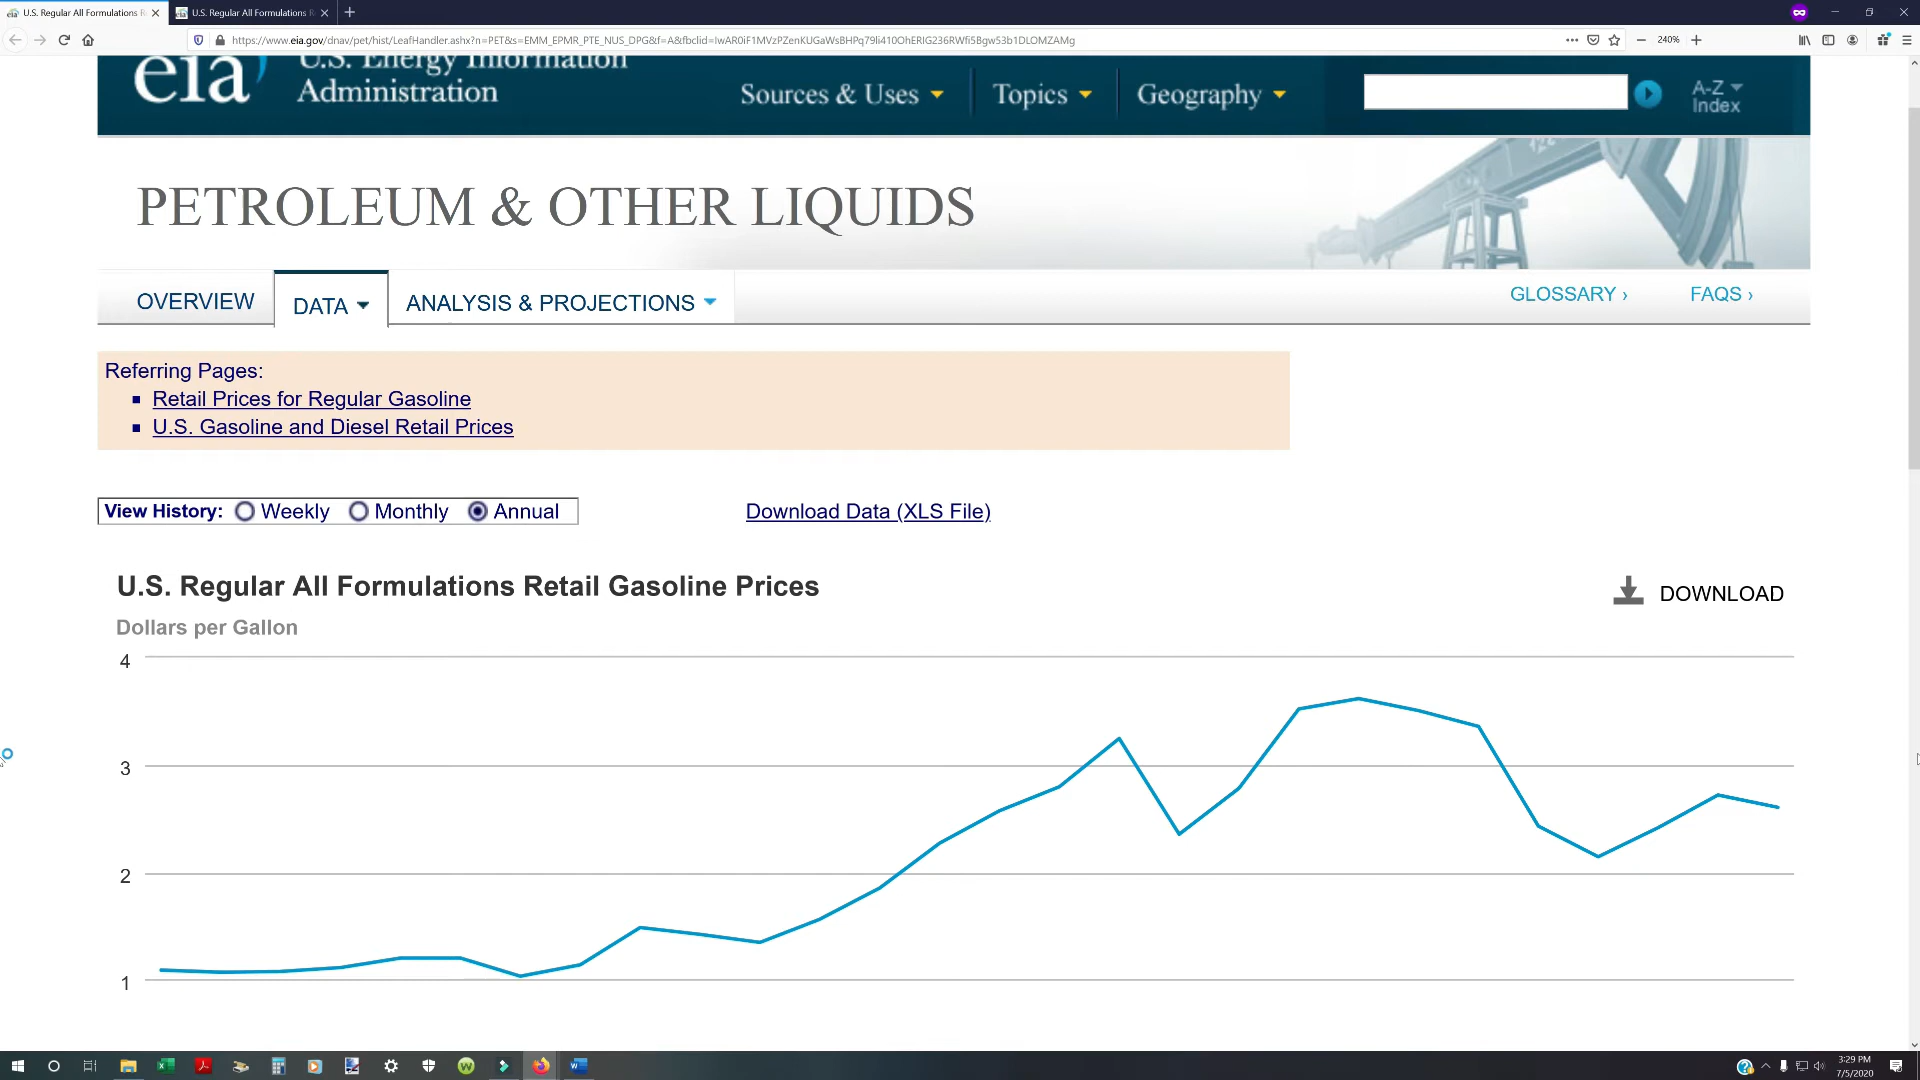 U.S. Regular All Formulations R
U.S. Regular All Formulations R
https://www.eia.gov/dnav/pet/hist/LeafHandler.ashx?n=PET&s=EMM_EPMR_PTE_NUS_DPG&f=A&fbclid=IwAR0iF1MVzPZenKUGaWsBHPq79Ii410OhERIG236RWfi5Bgw53b1DLOMZAMg
240%
eia
U.S. Energy Information
Administration
Sources & Uses
Topics
Geography
A-Z
Index
PETROLEUM & OTHER LIQUIDS
OVERVIEW
DATA
ANALYSIS & PROJECTIONS
GLOSSARY ›
FAQS ›
Referring Pages:
Retail Prices for Regular Gasoline
U.S. Gasoline and Diesel Retail Prices
View History: Weekly Monthly Annual
Download Data (XLS File)
U.S. Regular All Formulations Retail Gasoline Prices
DOWNLOAD
Dollars per Gallon
4
3
2
1
3:29 PM
7/5/2020